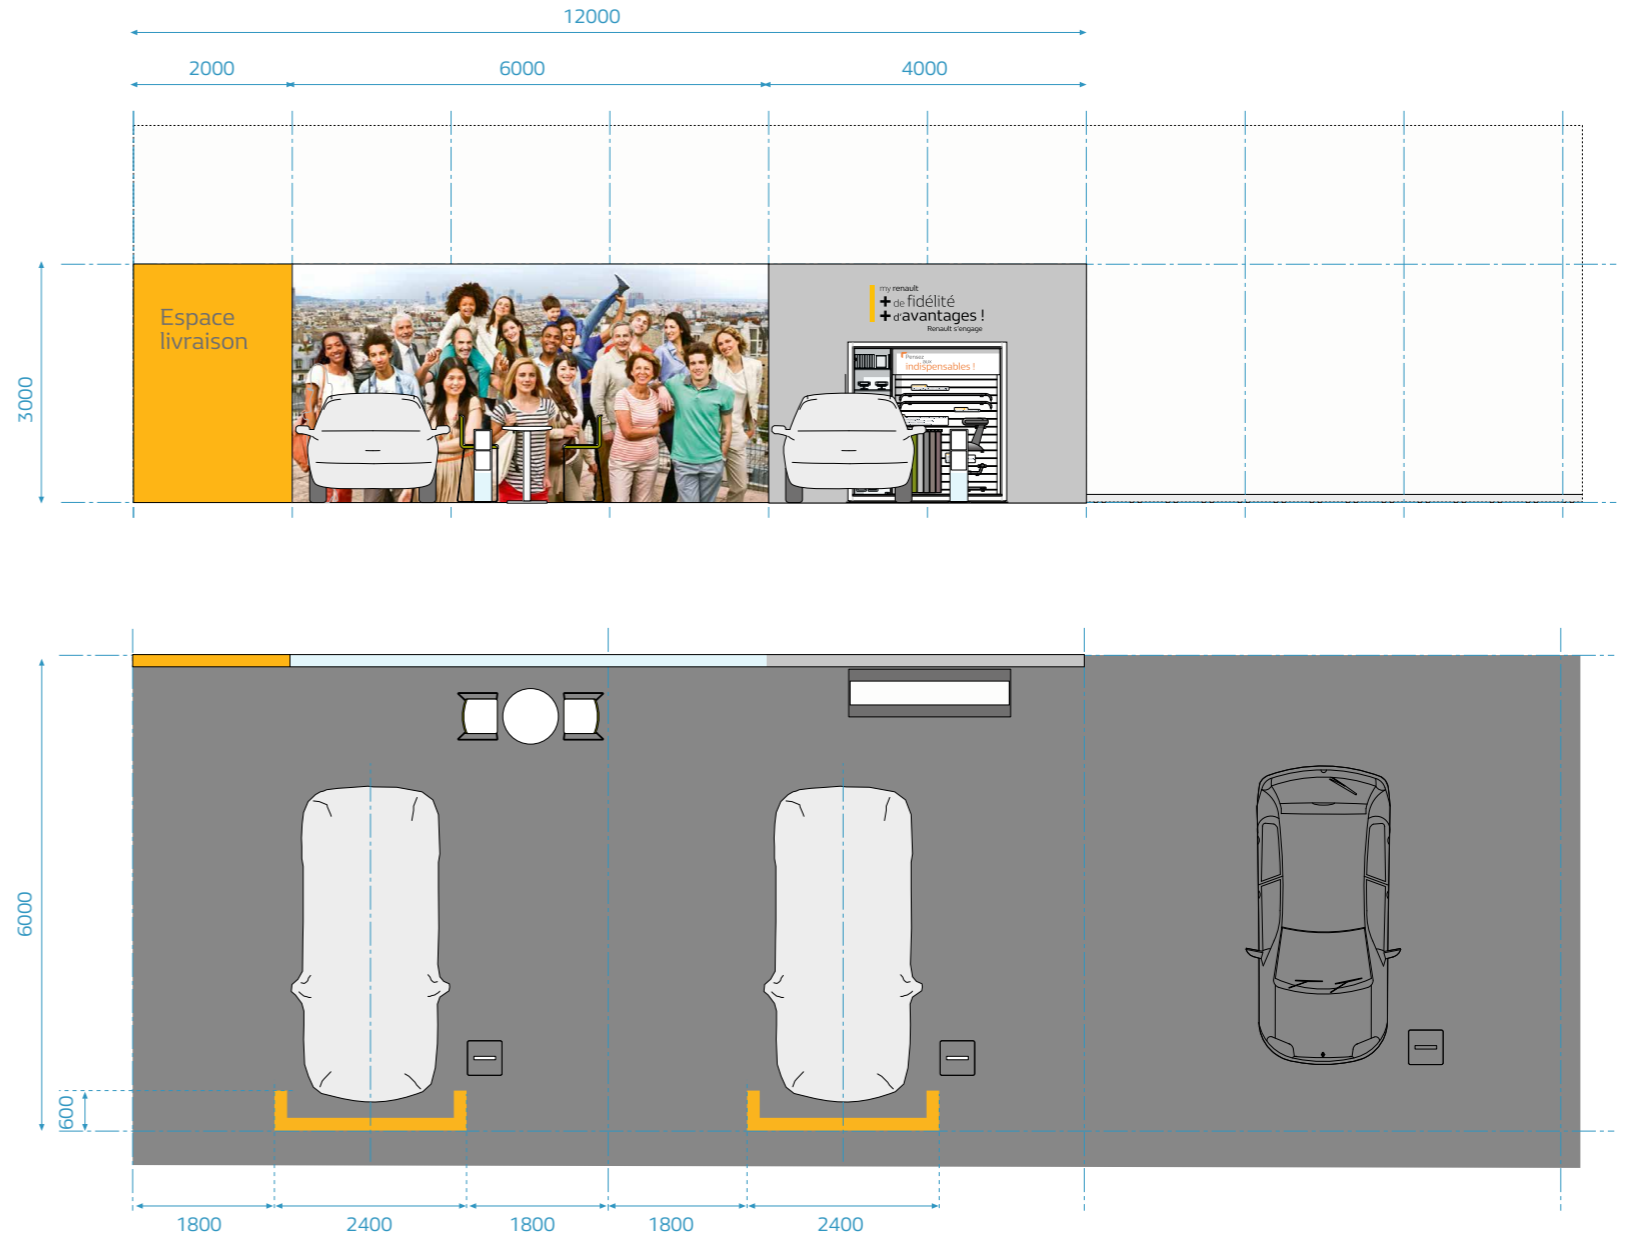 12000
2000
6000
4000
3000
Espace
livraison
my renault
+ de fidélité
+ d'avantages !
Renault s'engage
Pensez
aux
indispensables !
6000
600
1800
2400
1800
1800
2400